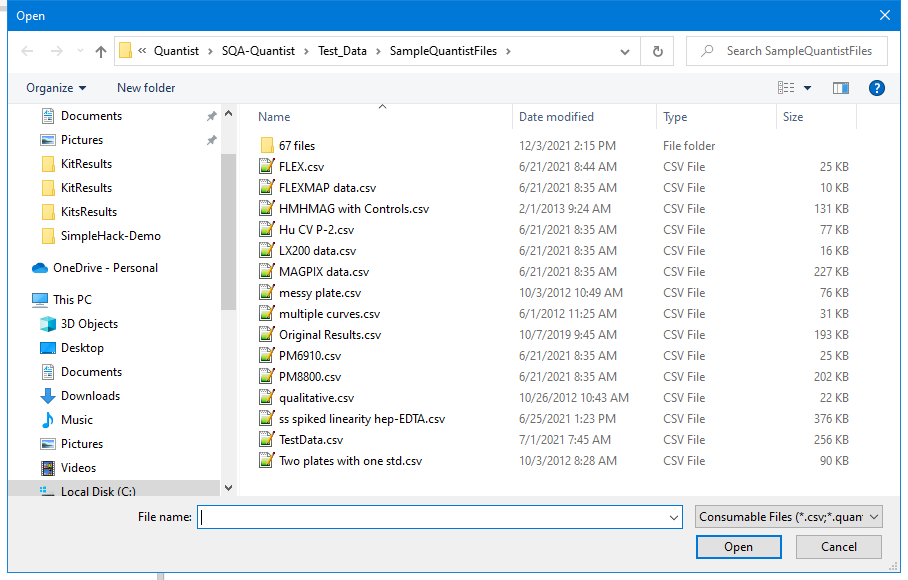 Open
« Quantist › SQA-Quantist › Test_Data › SampleQuantistFiles ›
Search SampleQuantistFiles
Organize New folder
Documents
Pictures
KitResults
KitResults
KitsResults
SimpleHack-Demo
OneDrive - Personal
This PC
3D Objects
Desktop
Documents
Downloads
Music
Pictures
Videos
Local Disk (C:)
Name Date modified Type Size
67 files 12/3/2021 2:15 PM File folder
FLEX.csv 6/21/2021 8:44 AM CSV File 25 KB
FLEXMAP data.csv 6/21/2021 8:35 AM CSV File 10 KB
HMHMAG with Controls.csv 2/1/2013 9:24 AM CSV File 131 KB
Hu CV P-2.csv 6/21/2021 8:35 AM CSV File 77 KB
LX200 data.csv 6/21/2021 8:35 AM CSV File 16 KB
MAGPIX data.csv 6/21/2021 8:35 AM CSV File 227 KB
messy plate.csv 10/3/2012 10:49 AM CSV File 76 KB
multiple curves.csv 6/1/2012 11:25 AM CSV File 31 KB
Original Results.csv 10/7/2019 9:45 AM CSV File 193 KB
PM6910.csv 6/21/2021 8:35 AM CSV File 25 KB
PM8800.csv 6/21/2021 8:35 AM CSV File 202 KB
qualitative.csv 10/26/2012 10:43 AM CSV File 22 KB
ss spiked linearity hep-EDTA.csv 6/25/2021 1:23 PM CSV File 376 KB
TestData.csv 7/1/2021 7:45 AM CSV File 256 KB
Two plates with one std.csv 10/3/2012 8:28 AM CSV File 90 KB
File name:
Consumable Files (*.csv;*.quan
Open Cancel